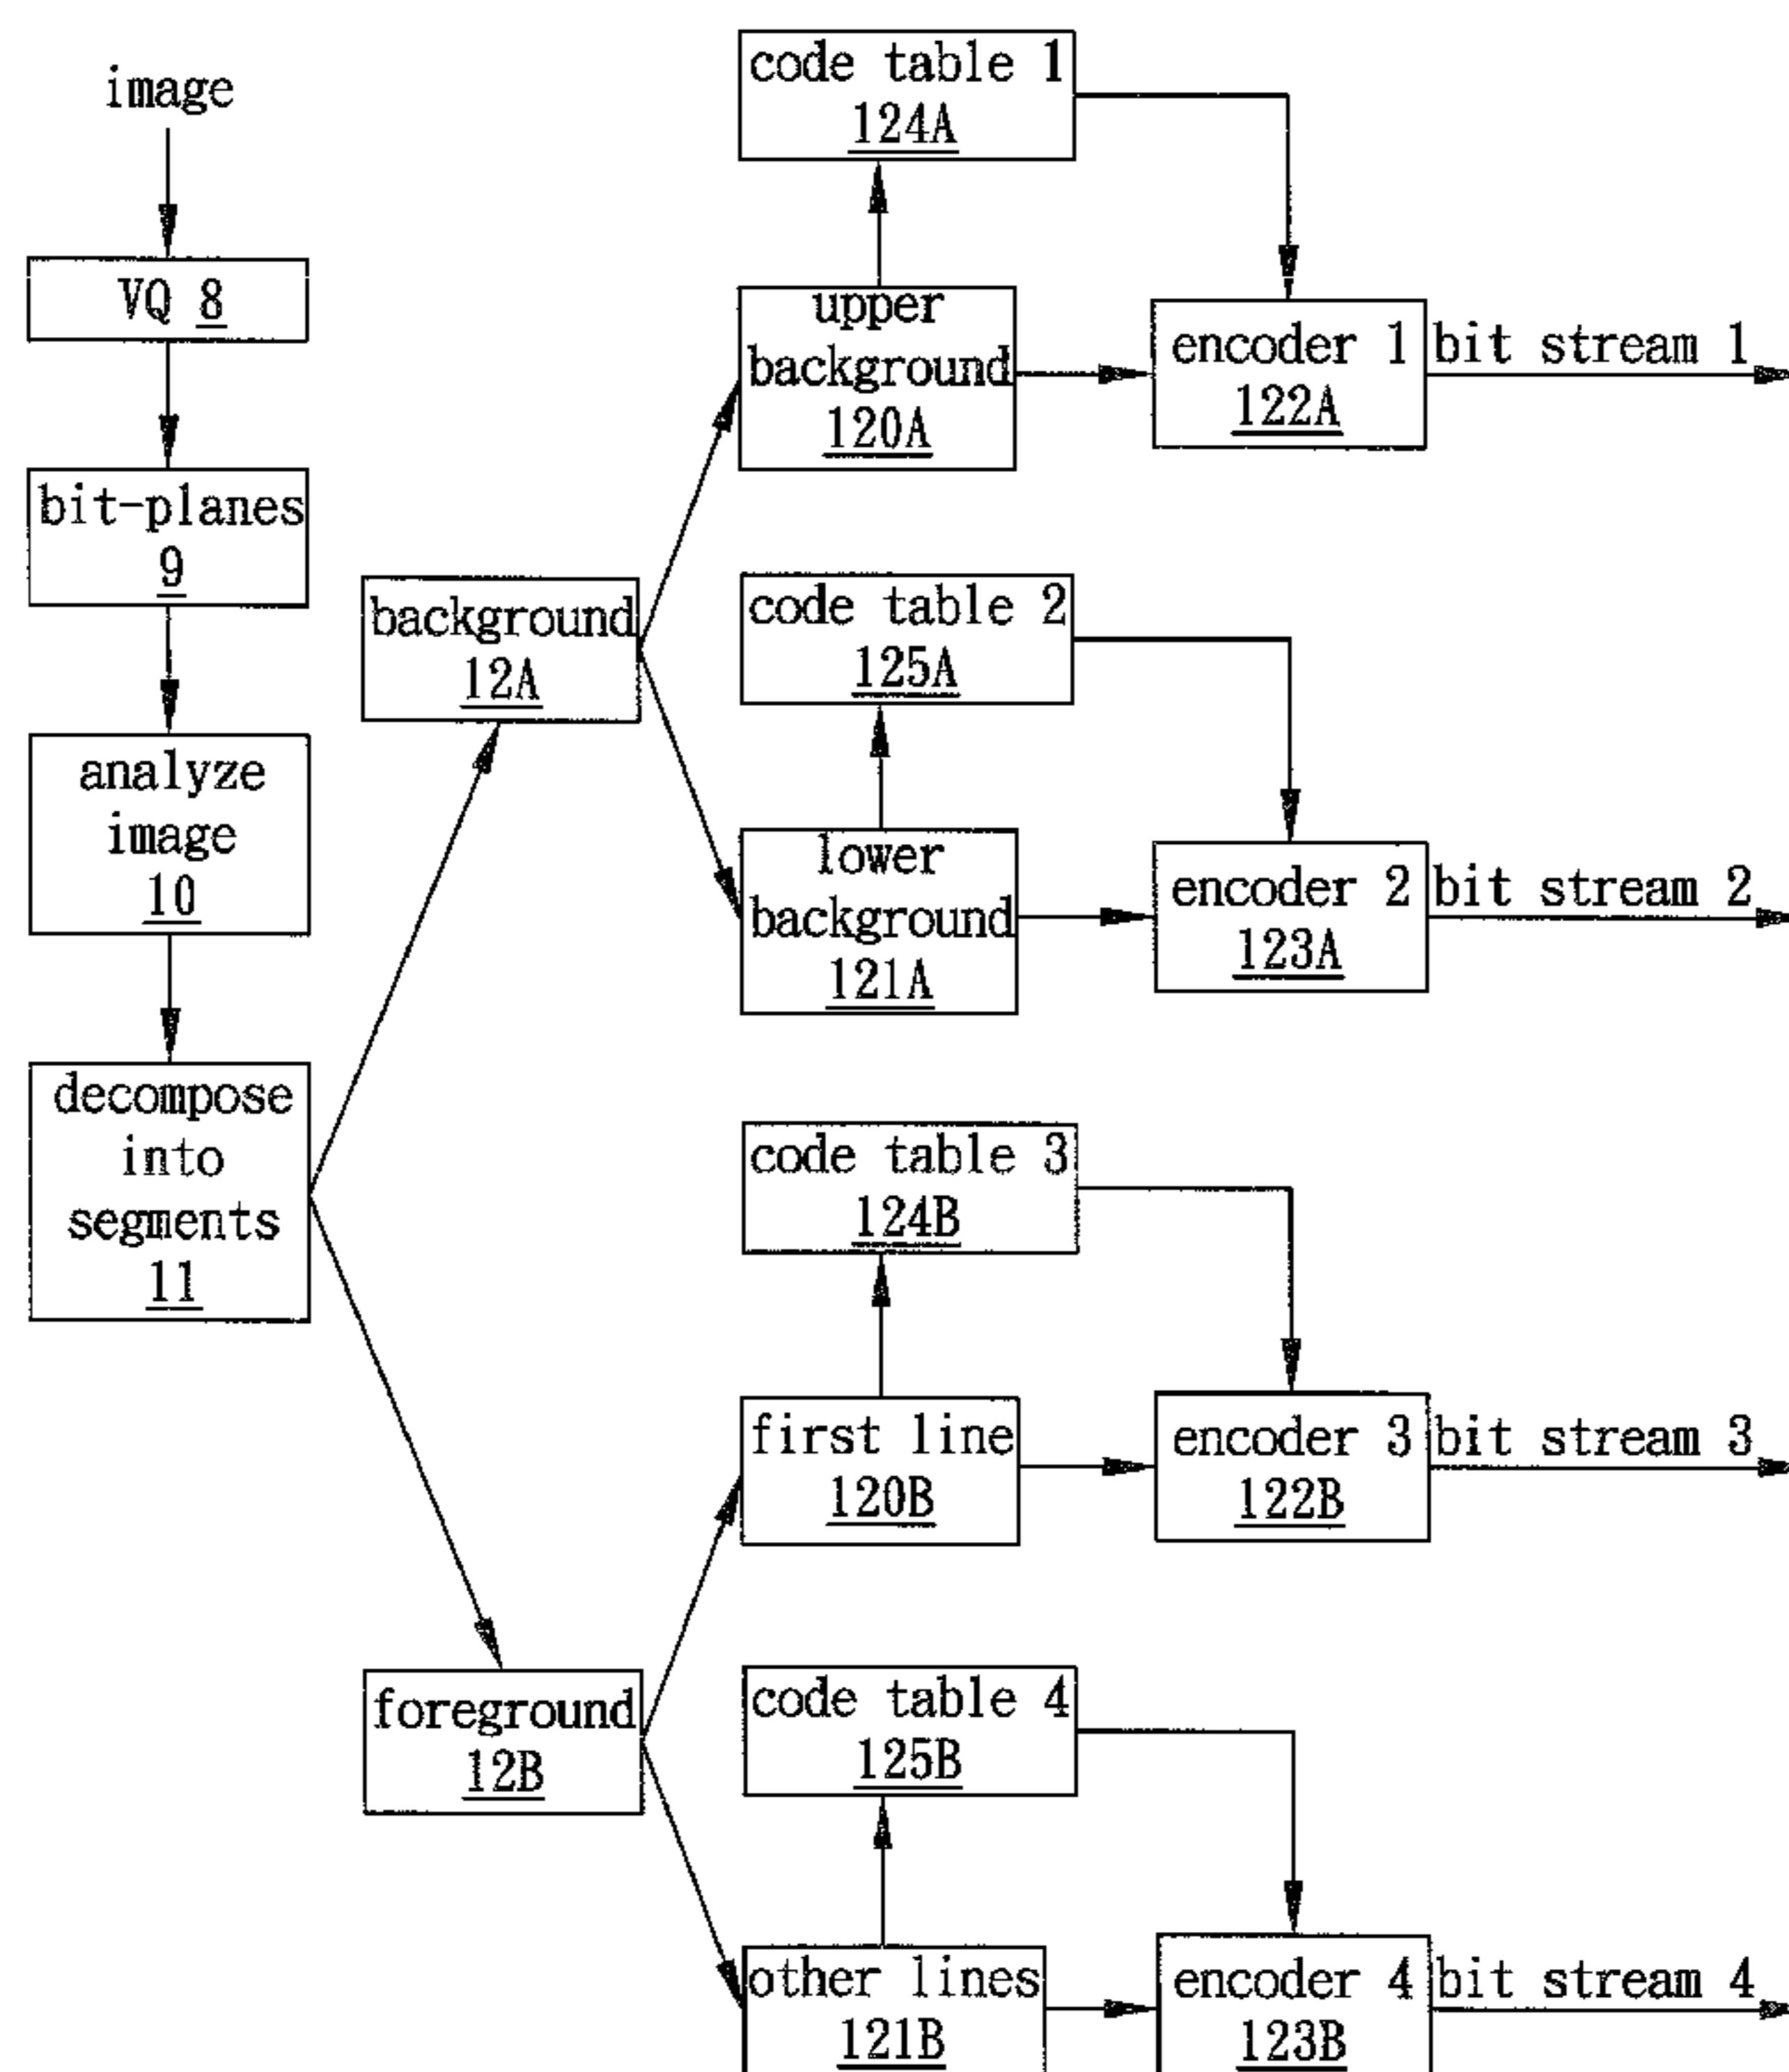 image
VQ 8
bit-planes
9
analyze
image
10
decompose
into
segments
11
background
12A
foreground
12B
code table 1
124A
upper
background
120A
encoder 1
122A
bit stream 1
code table 2
125A
lower
background
121A
encoder 2
123A
bit stream 2
code table 3
124B
first line
120B
encoder 3
122B
bit stream 3
code table 4
125B
other lines
121B
encoder 4
123B
bit stream 4